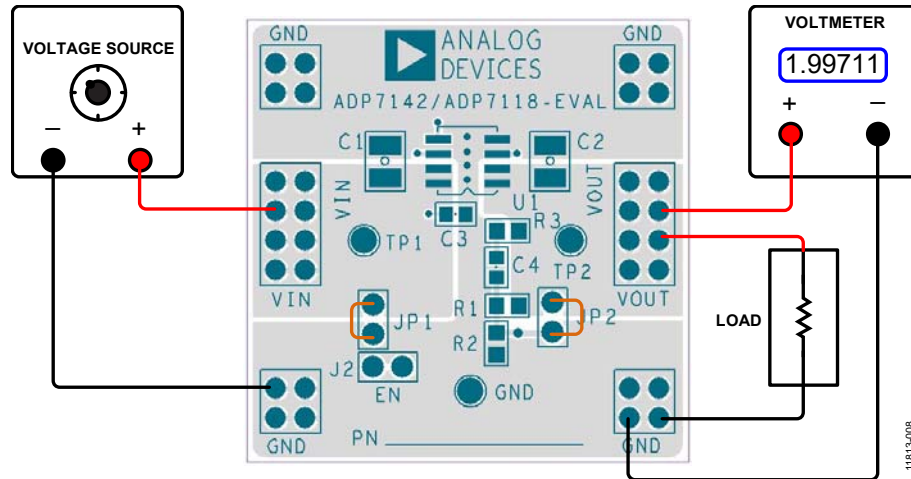 VOLTAGE SOURCE
− +
GND
ANALOG
DEVICES
GND
ADP7142/ADP7118-EVAL
VOLTMETER
1.99711
+ −
C1
C2
VIN
VOUT
U1
C3
R3
TP1
C4
TP2
VIN
VOUT
JP1
R1
JP2
R2
J2
EN
GND
LOAD
GND
PN
GND
11813-008